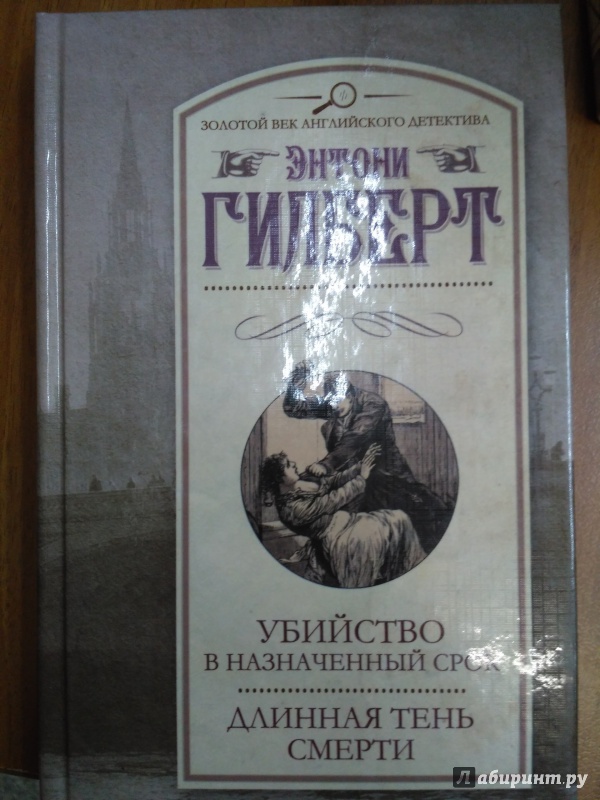 ЗОЛОТОЙ ВЕК АНГЛИЙСКОГО ДЕТЕКТИВА
ЭНТОНИ
ГИЛБЕРТ
УБИЙСТВО
В НАЗНАЧЕННЫЙ СРОК
ДЛИННАЯ ТЕНЬ
СМЕРТИ
Лабиринт.ру